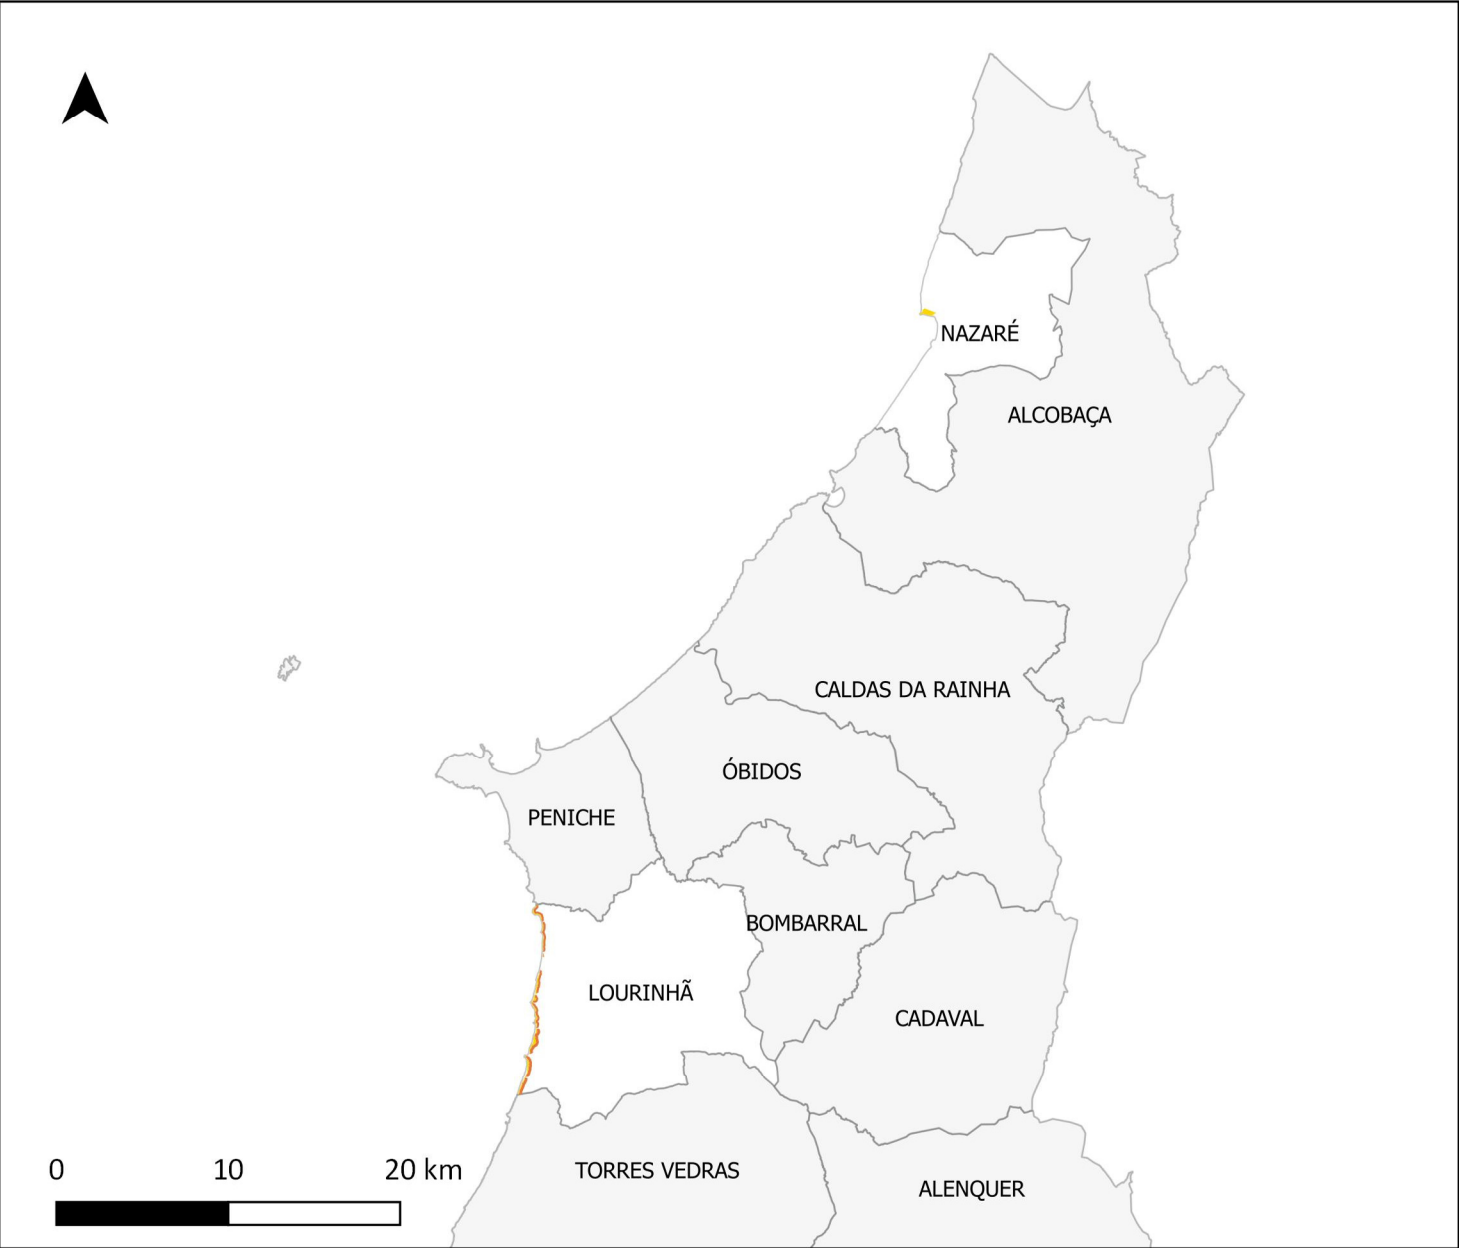 NAZARÉ
ALCOBAÇA
CALDAS DA RAINHA
ÓBIDOS
PENICHE
BOMBARRAL
LOURINHÃ
CADAVAL
TORRES VEDRAS
ALENQUER
0 10 20 km